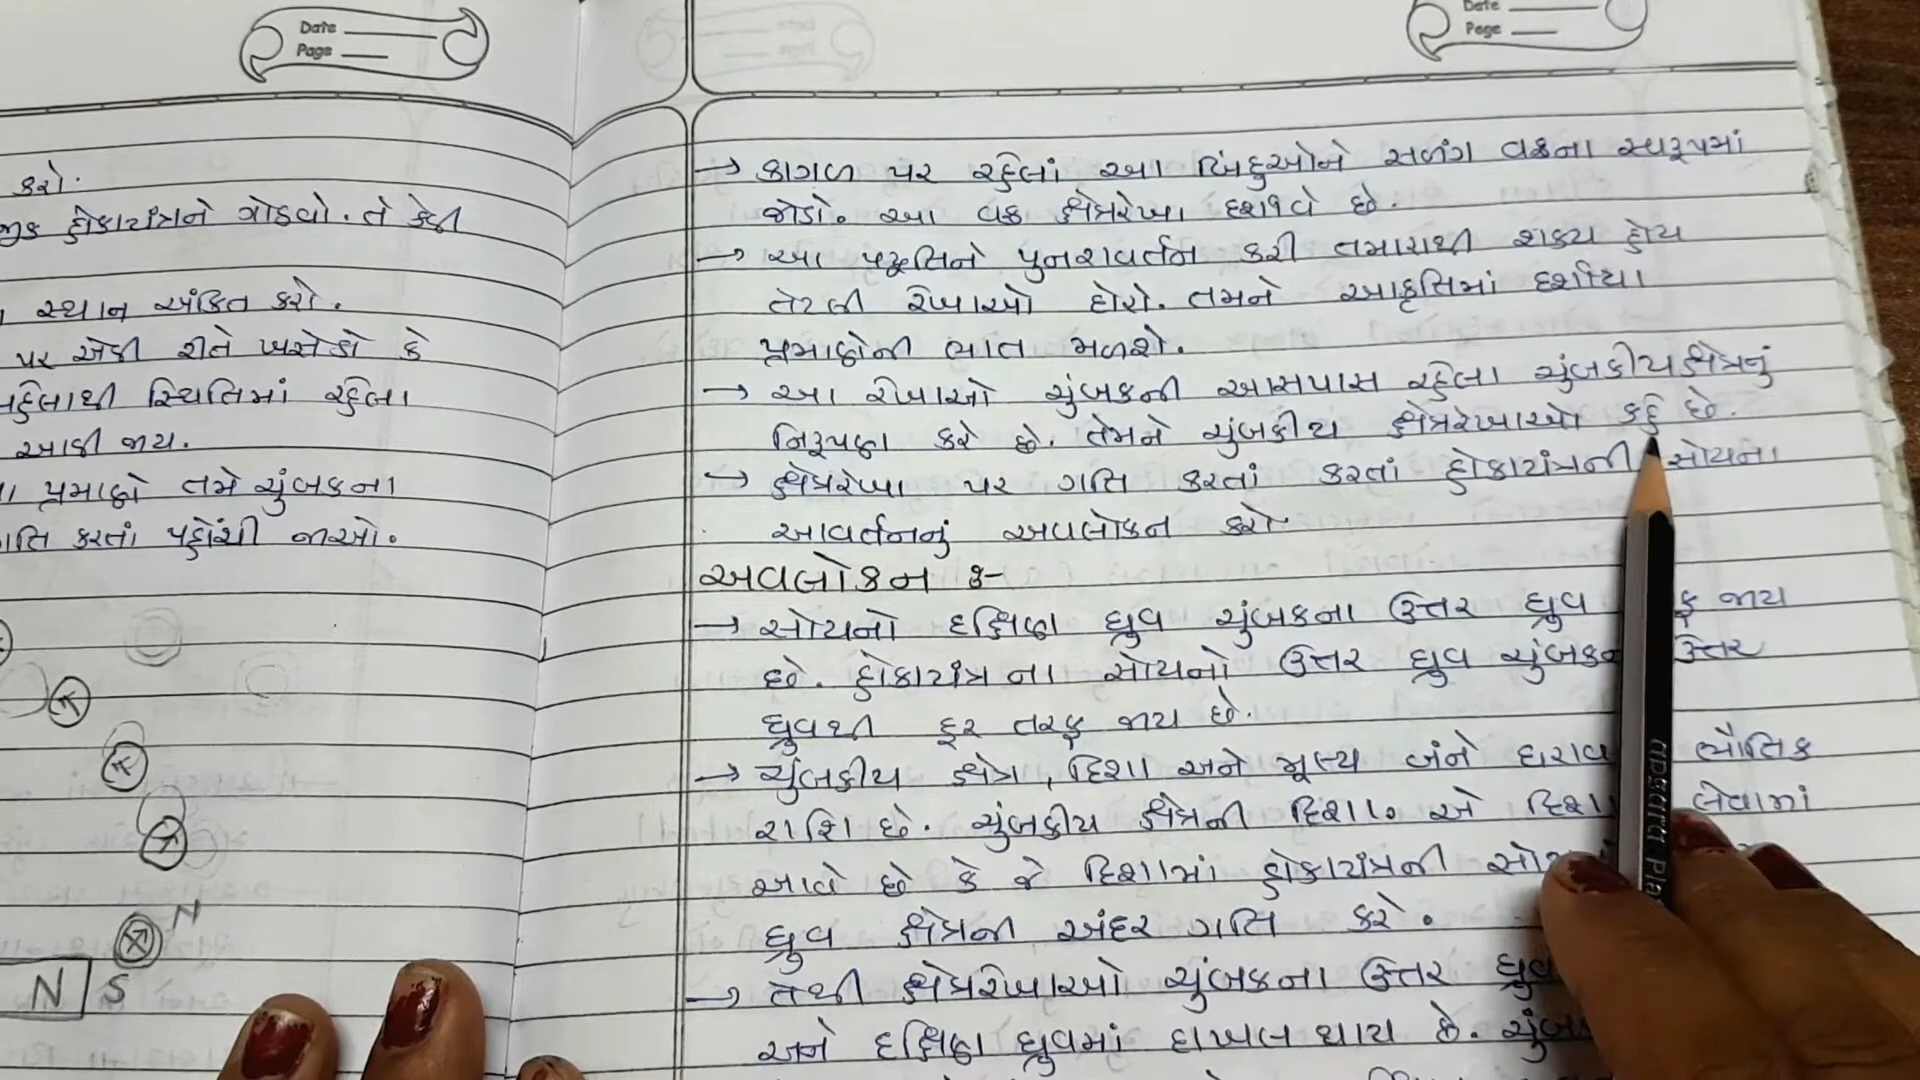 Date
Page
Date
Page
કરો.
હોકાયંત્રને ગોઠવો. તે કેવી
સ્થાન અંકિત કરો.
પર એવી રીતે ખસેડો કે
પહેલાથી સ્થિતિમાં રહેલા
આવી જાય.
પ્રમાણે તમે ચુંબકના
ગતિ કરતાં પહોંચી જાઓ.
N
N S
→ કાગળ પર રહેલાં આ બિંદુઓને સળંગ વક્રના સ્વરૂપમાં
જોડો. આ વક્ર ક્ષેત્રરેખા દર્શાવે છે.
→ આ પદ્ધતિને પુનરાવર્તન કરી તમારાથી શક્ય હોય
તેટલી રેખાઓ દોરો. તમને આકૃતિમાં દર્શાવ્યા
પ્રમાણેની ભાત મળશે.
→ આ રેખાઓ ચુંબકની આસપાસ રહેલા ચુંબકીયક્ષેત્રનું
નિરૂપણ કરે છે. તેમને ચુંબકીય ક્ષેત્રરેખાઓ કહે છે.
→ ક્ષેત્રરેખા પર ગતિ કરતાં કરતાં હોકાયંત્રની સોયના
આવર્તનનું અવલોકન કરો
અવલોકન :-
→ સોયનો દક્ષિણ ધ્રુવ ચુંબકના ઉત્તર ધ્રુવ ફ જાય
છે. હોકાયંત્ર ના સોયનો ઉત્તર ધ્રુવ ચુંબકન ઉત્તર
ધ્રુવથી દૂર તરફ જાય છે.
→ ચુંબકીય ક્ષેત્ર, દિશા અને મૂલ્ય બંને ધરાવ ભૌતિક
રાશિ છે. ચુંબકીય ક્ષેત્રની દિશા. એ દિશા લેવામાં
આવે છે કે જે દિશામાં હોકાયંત્રની સોય
ધ્રુવ ક્ષેત્રની અંદર ગતિ કરે.
→ તેથી ક્ષેત્રરેખાઓ ચુંબકના ઉત્તર ધ્રુવ
અને દક્ષિણ ધ્રુવમાં દાખલ થાય છે. ચુંબક